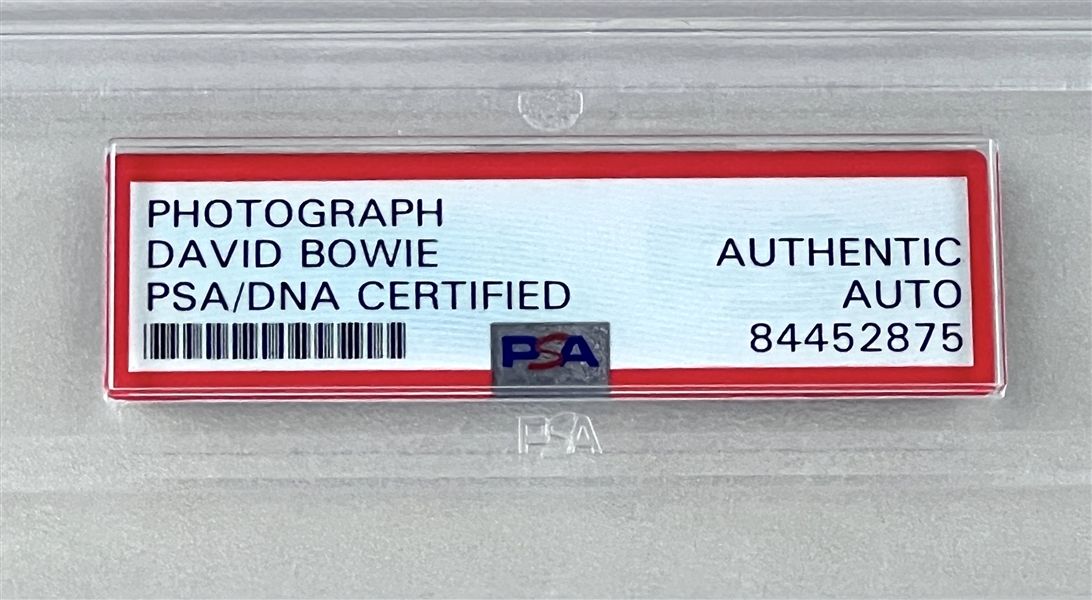 PHOTOGRAPH
DAVID BOWIE
PSA/DNA CERTIFIED
AUTHENTIC
AUTO
84452875
PSA
PSA